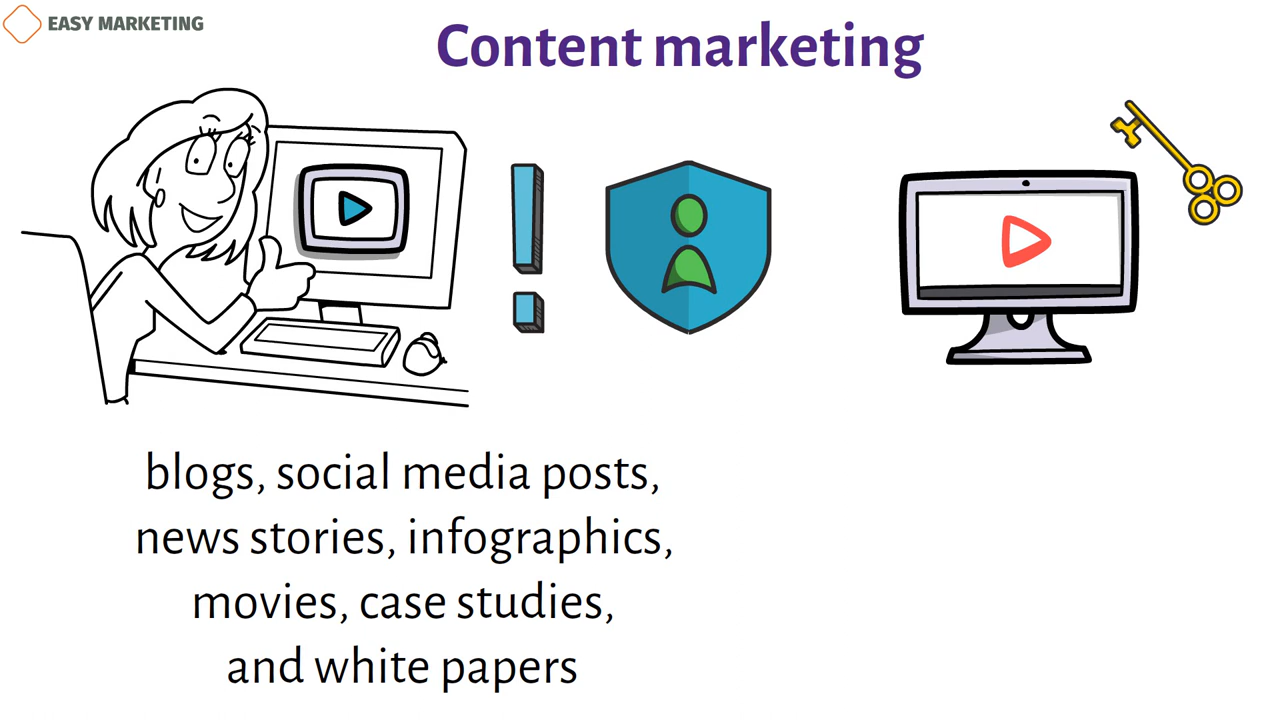 EASY MARKETING
Content marketing
blogs, social media posts,
news stories, infographics,
movies, case studies,
and white papers